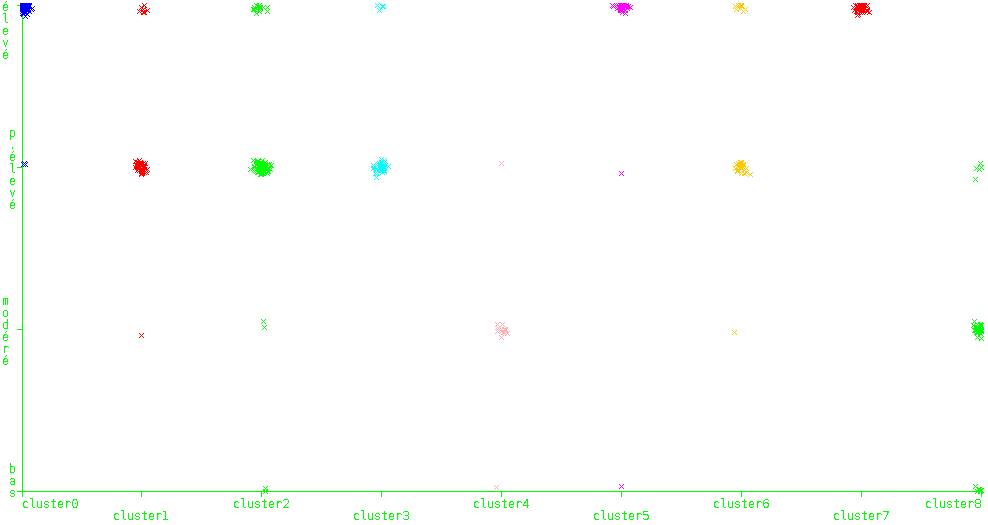 élevé
p.élevé
modéré
bas
cluster0
cluster1
cluster2
cluster3
cluster4
cluster5
cluster6
cluster7
cluster8